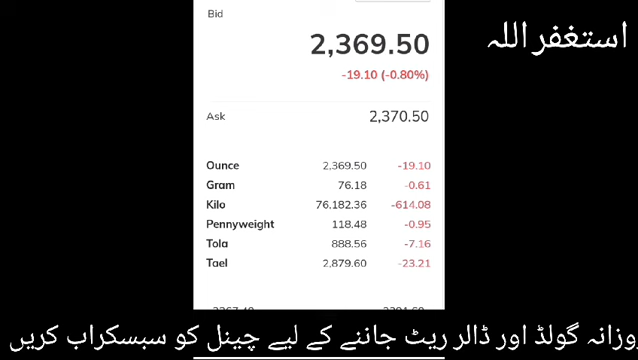 Bid
استغفر اللہ
2,369.50
-19.10 (-0.80%)
Ask 2,370.50
Ounce 2,369.50 -19.10
Gram 76.18 -0.61
Kilo 76,182.36 -614.08
Pennyweight 118.48 -0.95
Tola 888.56 -7.16
Tael 2,879.60 -23.21
روزانہ گولڈ اور ڈالر ریٹ جاننے کے لیے چینل کو سبسکراب کریں